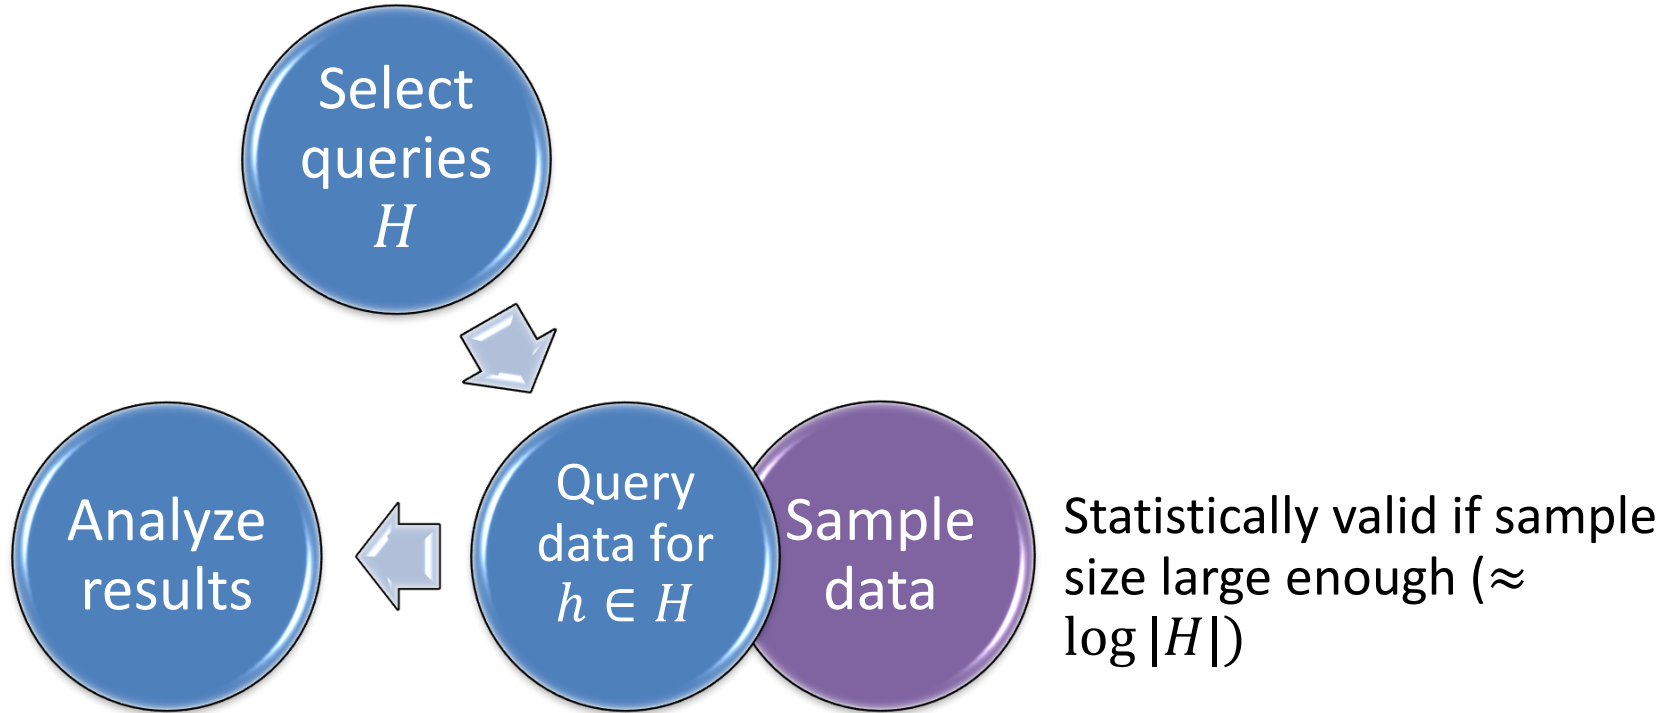 Select
queries
H
Analyze
results
Query
data for
h ∈ H
Sample
data
Statistically valid if sample
size large enough (≈
log |H|)